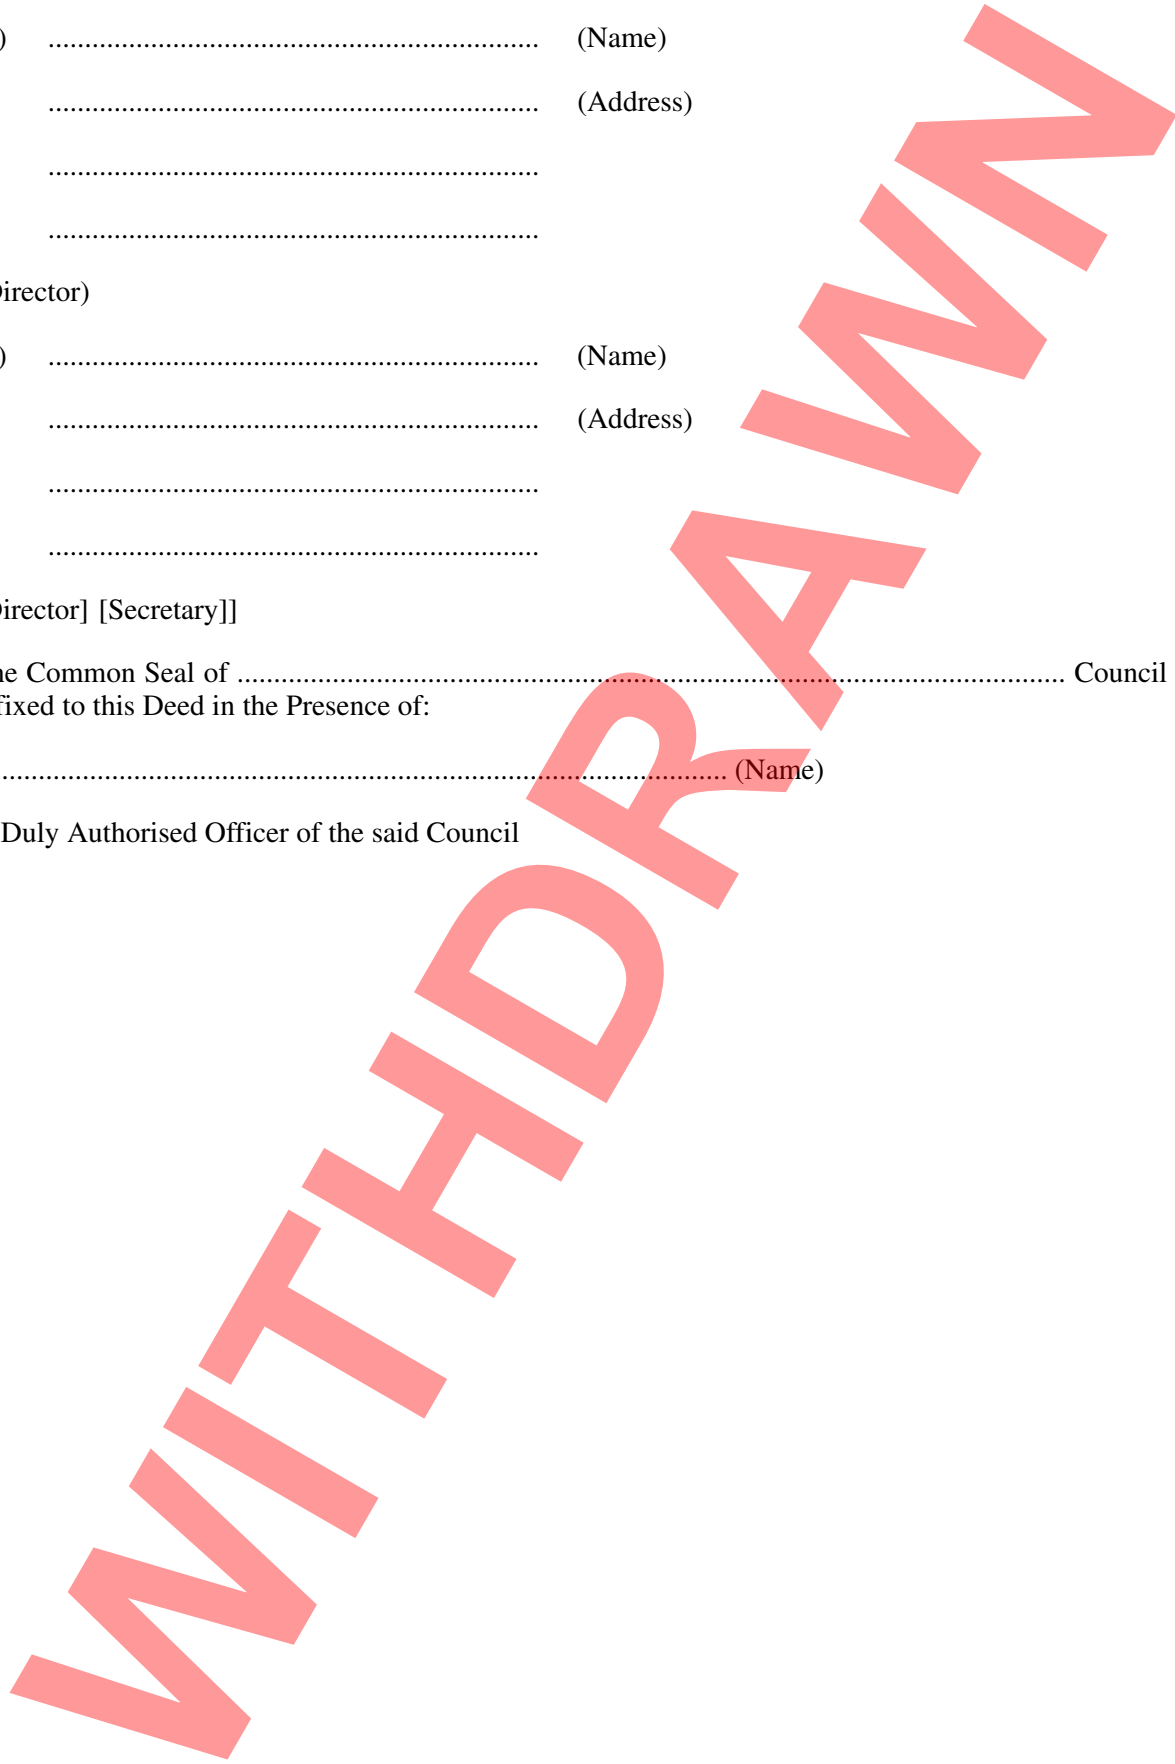 ) .................................................................. (Name)
.................................................................. (Address)
..................................................................
..................................................................
irector)
) .................................................................. (Name)
.................................................................. (Address)
..................................................................
..................................................................
irector] [Secretary]]
e Common Seal of .................................................................................................... Council
fixed to this Deed in the Presence of:
.................................................................................................... (Name)
Duly Authorised Officer of the said Council
WITHDRAWN